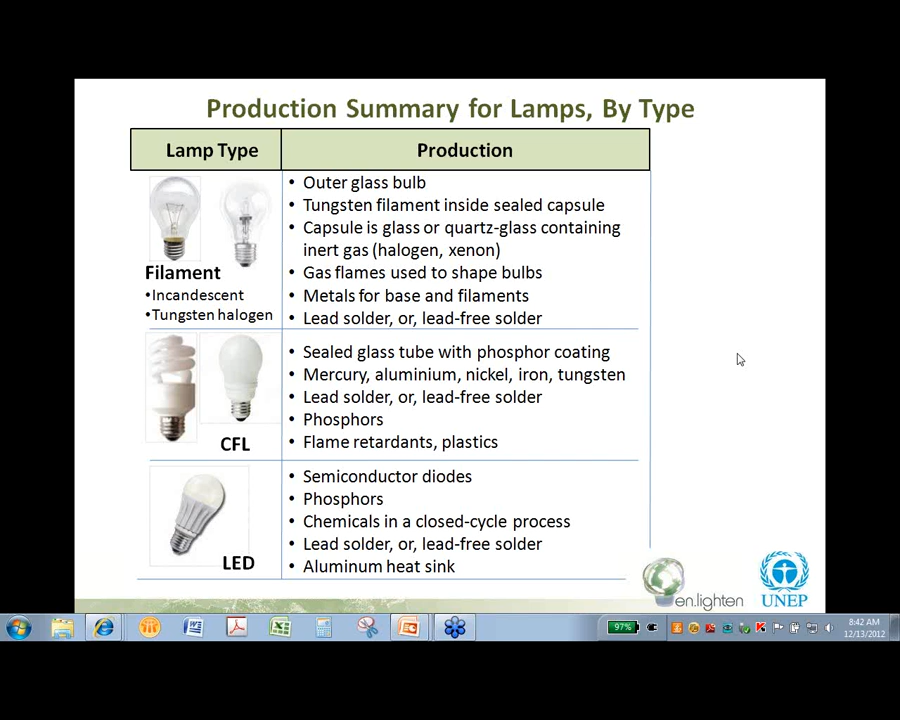 Production Summary for Lamps, By Type
Lamp Type
Production
Filament
•Incandescent
•Tungsten halogen
• Outer glass bulb
• Tungsten filament inside sealed capsule
• Capsule is glass or quartz-glass containing
inert gas (halogen, xenon)
• Gas flames used to shape bulbs
• Metals for base and filaments
• Lead solder, or, lead-free solder
CFL
• Sealed glass tube with phosphor coating
• Mercury, aluminium, nickel, iron, tungsten
• Lead solder, or, lead-free solder
• Phosphors
• Flame retardants, plastics
LED
• Semiconductor diodes
• Phosphors
• Chemicals in a closed-cycle process
• Lead solder, or, lead-free solder
• Aluminum heat sink
en.lighten
UNEP
97%
8:42 AM
12/13/2012